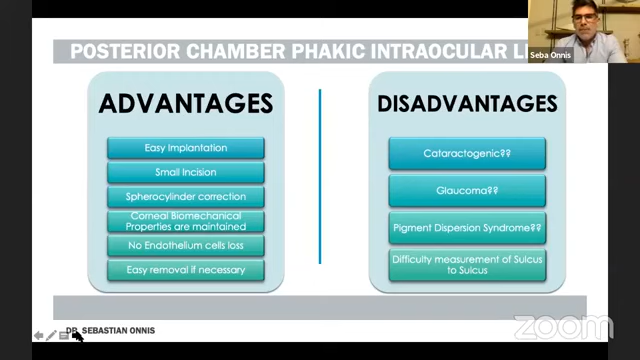 POSTERIOR CHAMBER PHAKIC INTRAOCULAR
Seba Onnis
ADVANTAGES
Easy Implantation
Small Incision
Spherocylinder correction
Corneal Biomechanical
Properties are maintained
No Endothelium cells loss
Easy removal if necessary
DISADVANTAGES
Cataractogenic??
Glaucoma??
Pigment Dispersion Syndrome??
Difficulty measurement of Sulcus
to Sulcus
DR. SEBASTIAN ONNIS
zoom